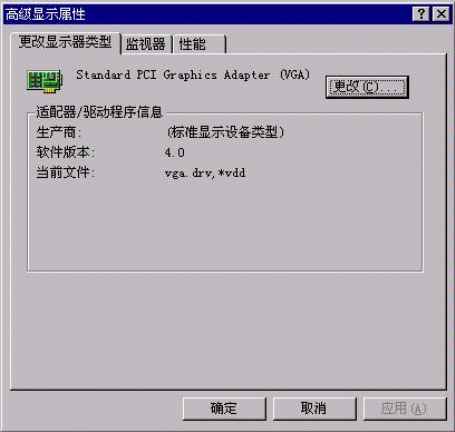 高级显示属性
更改显示器类型 监视器 性能
Standard PCI Graphics Adapter (VGA)
更改(C)...
适配器/驱动程序信息
生产商: (标准显示设备类型)
软件版本: 4.0
当前文件: vga.drv,*vdd
确定 取消 应用(A)